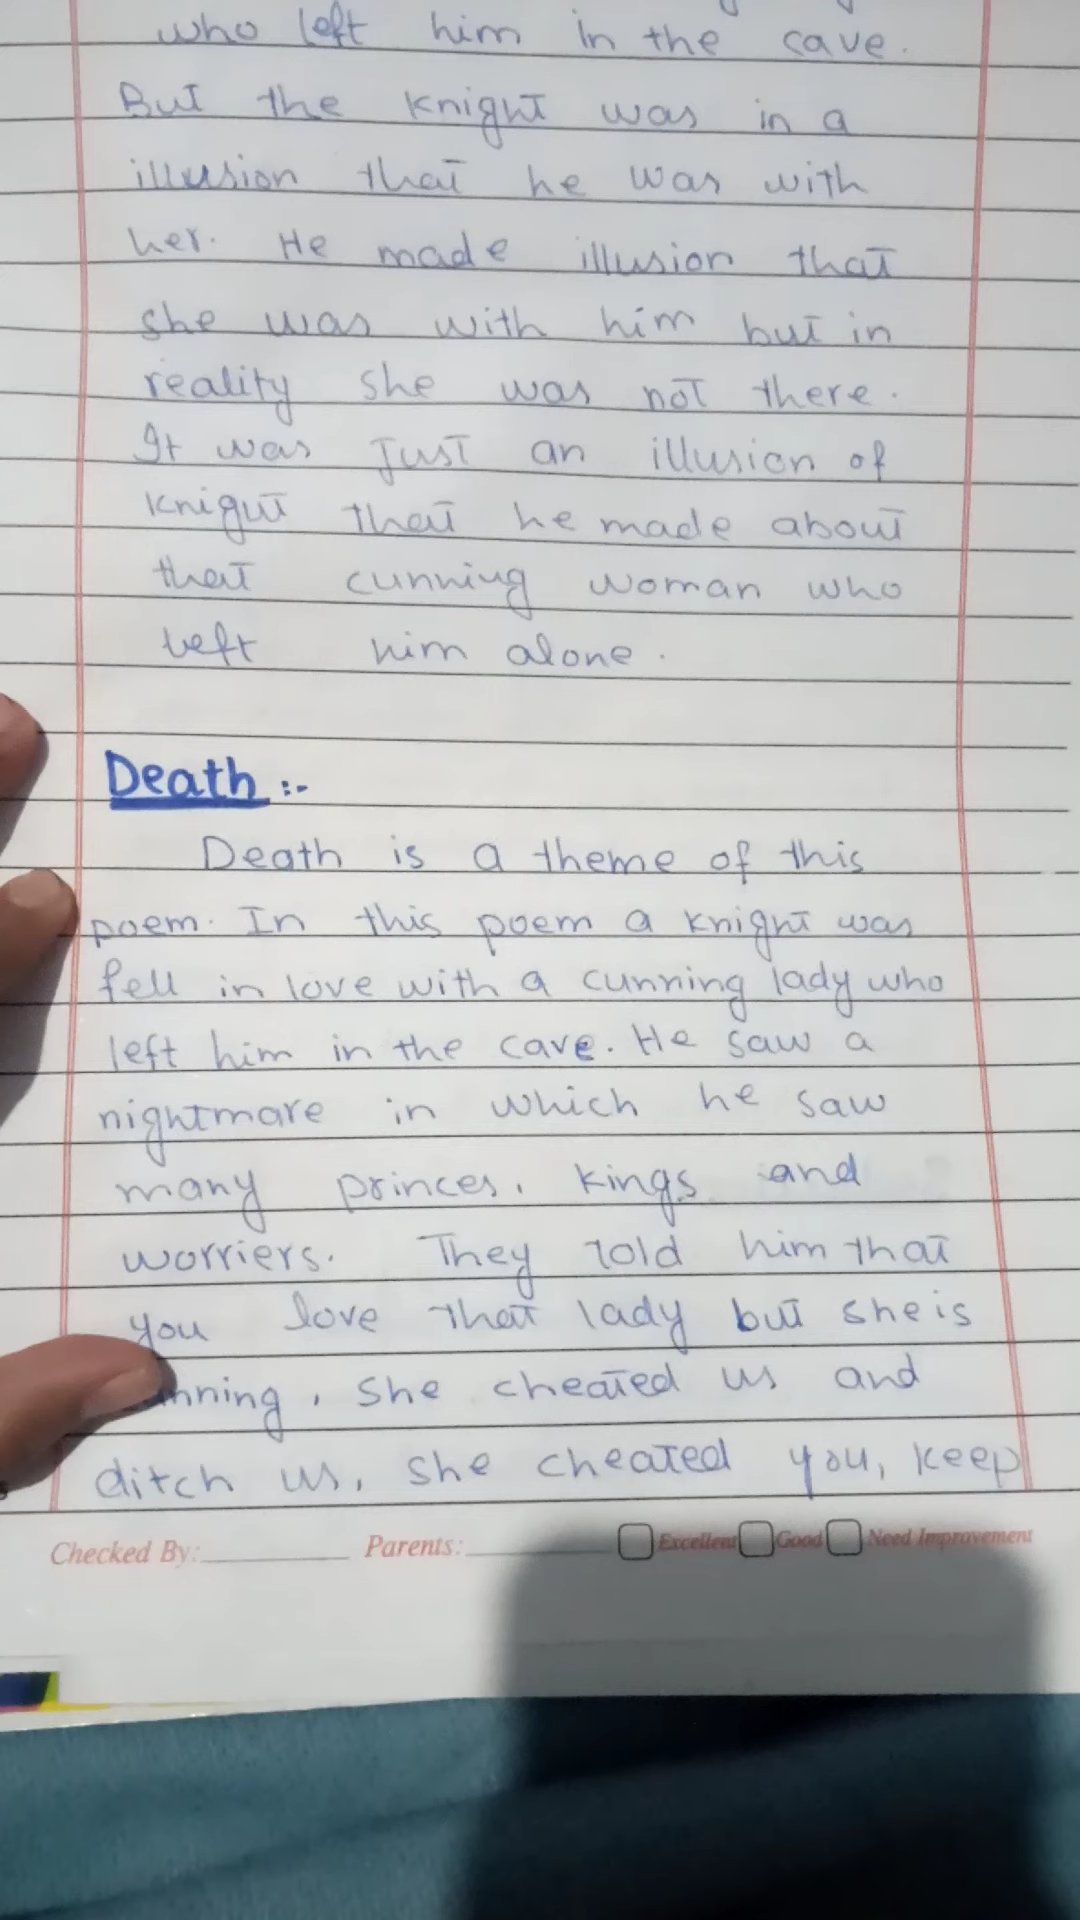 who left him in the cave.
But the Knight was in a
illusion that he was with
her. He made illusion that
she was with him but in
reality she was not there.
It was Just an illusion of
Knight that he made about
that cunning woman who
left him alone.
Death :-
Death is a theme of this
poem. In this poem a Knight was
fell in love with a cunning lady who
left him in the cave. He saw a
nightmare in which he saw
many princes, kings and
worriers. They told him that
you love that lady but she is
nning, She cheated us and
ditch us, She cheated you, Keep
Checked By: Parents: Excellent Good Need Improvement